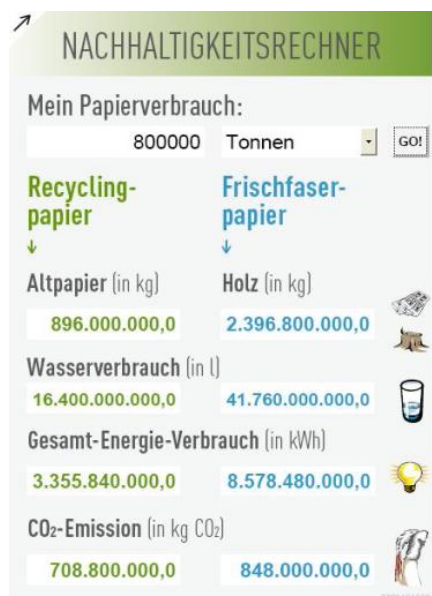 NACHHALTIGKEITSRECHNER
Mein Papierverbrauch:
800000 Tonnen GO!
Recycling- Frischfaser-
papier papier
Altpapier (in kg) Holz (in kg)
896.000.000,0 2.396.800.000,0
Wasserverbrauch (in l)
16.400.000.000,0 41.760.000.000,0
Gesamt-Energie-Verbrauch (in kWh)
3.355.840.000,0 8.578.480.000,0
CO₂-Emission (in kg CO₂)
708.800.000,0 848.000.000,0